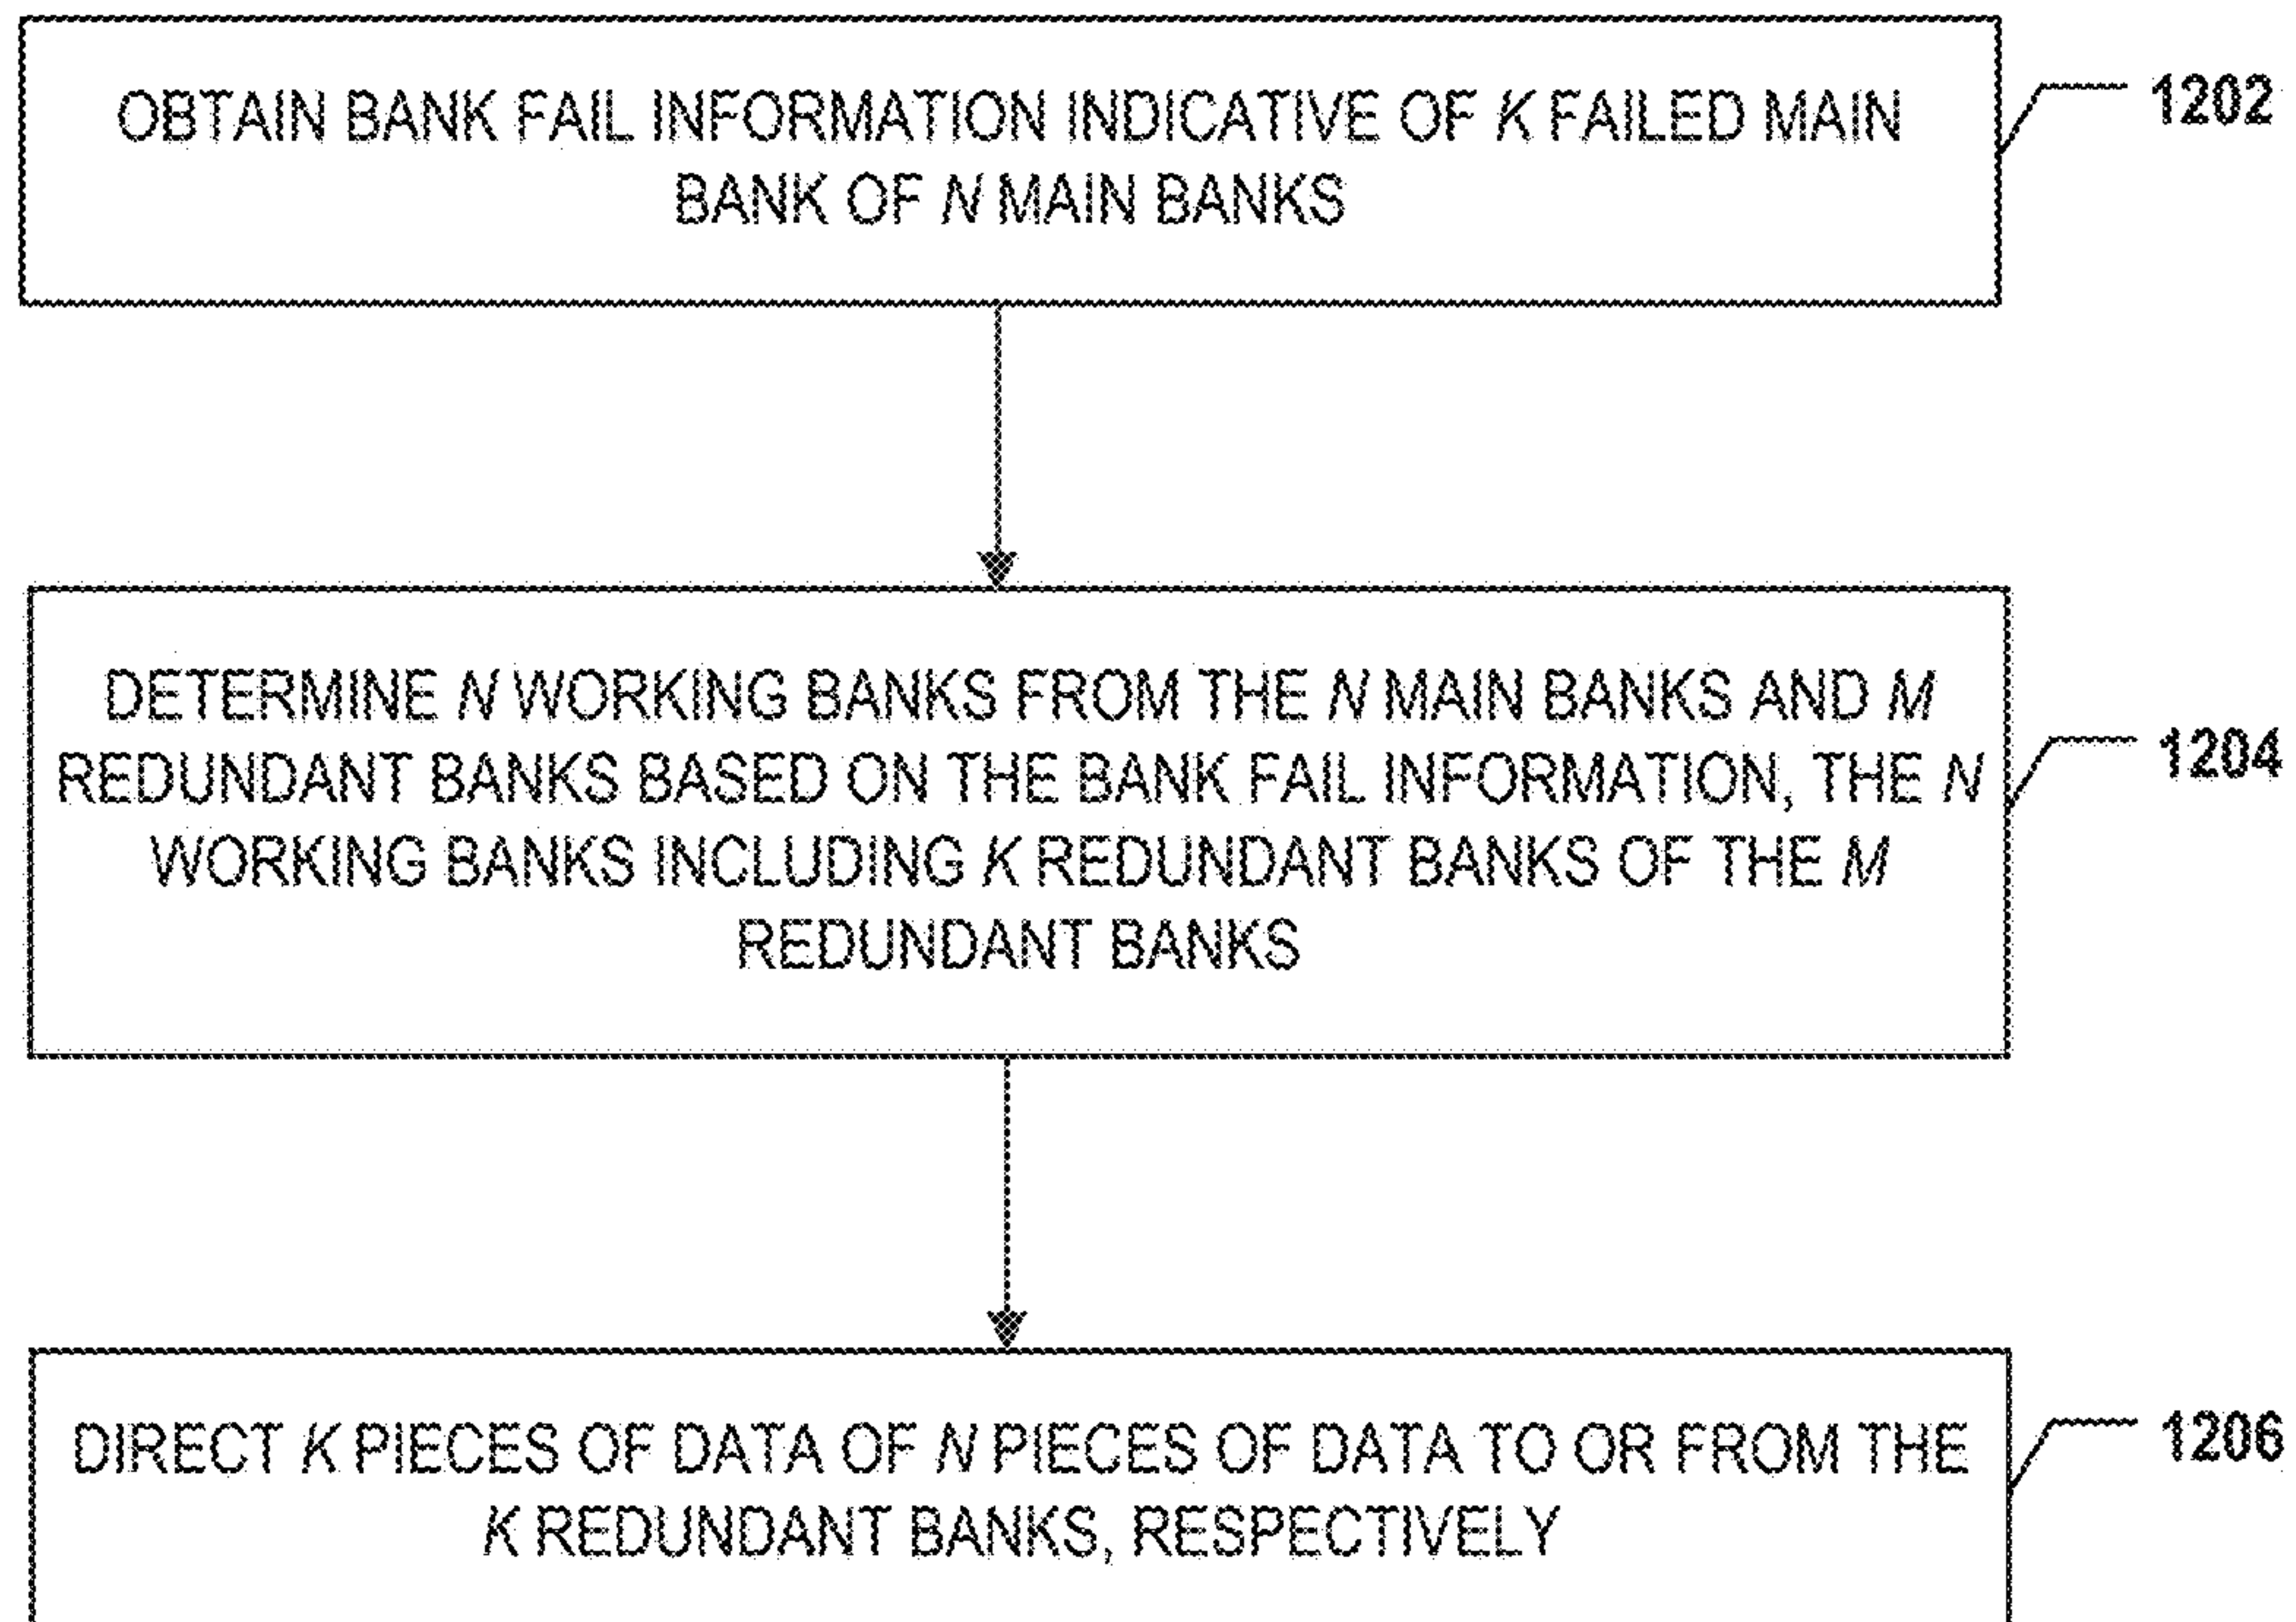 OBTAIN BANK FAIL INFORMATION INDICATIVE OF K FAILED MAIN
BANK OF N MAIN BANKS
1202
DETERMINE N WORKING BANKS FROM THE N MAIN BANKS AND M
REDUNDANT BANKS BASED ON THE BANK FAIL INFORMATION, THE N
WORKING BANKS INCLUDING K REDUNDANT BANKS OF THE M
REDUNDANT BANKS
1204
DIRECT K PIECES OF DATA OF N PIECES OF DATA TO OR FROM THE
K REDUNDANT BANKS, RESPECTIVELY
1206